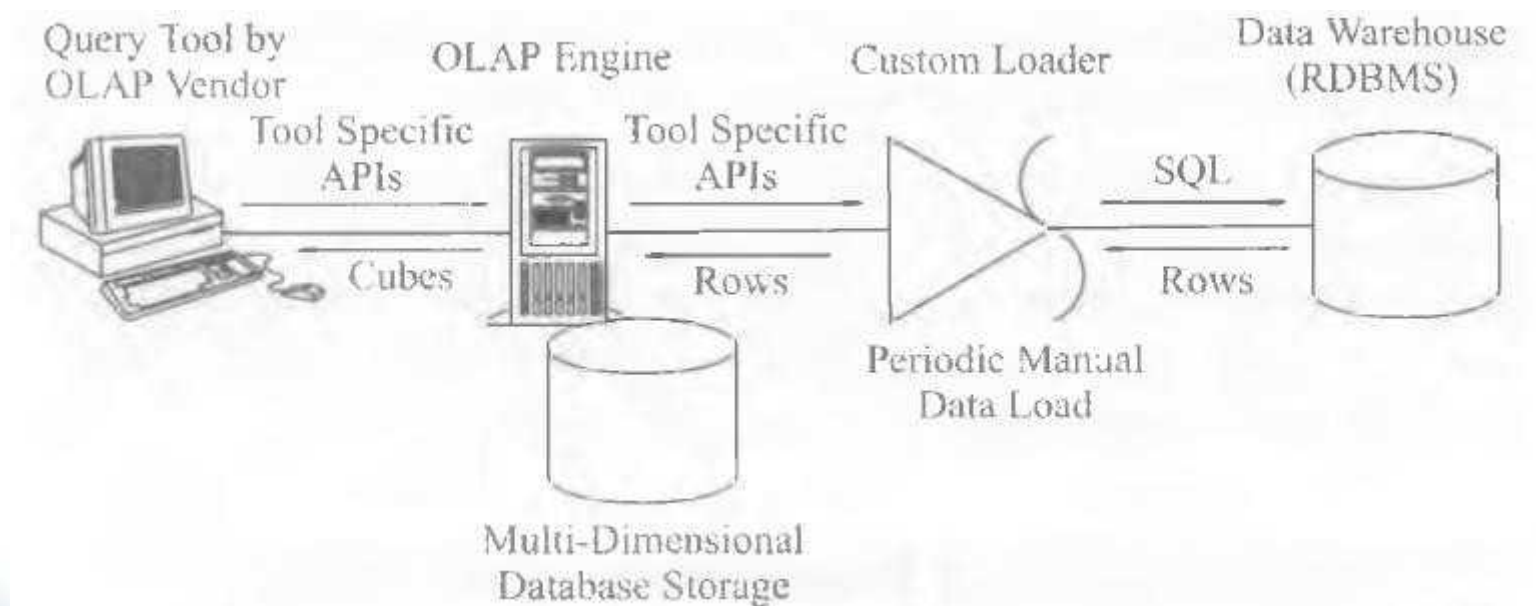 Query Tool by
OLAP Vendor
OLAP Engine
Custom Loader
Data Warehouse
(RDBMS)
Tool Specific
APIs
Tool Specific
APIs
SQL
Cubes
Rows
Rows
Periodic Manual
Data Load
Multi-Dimensional
Database Storage